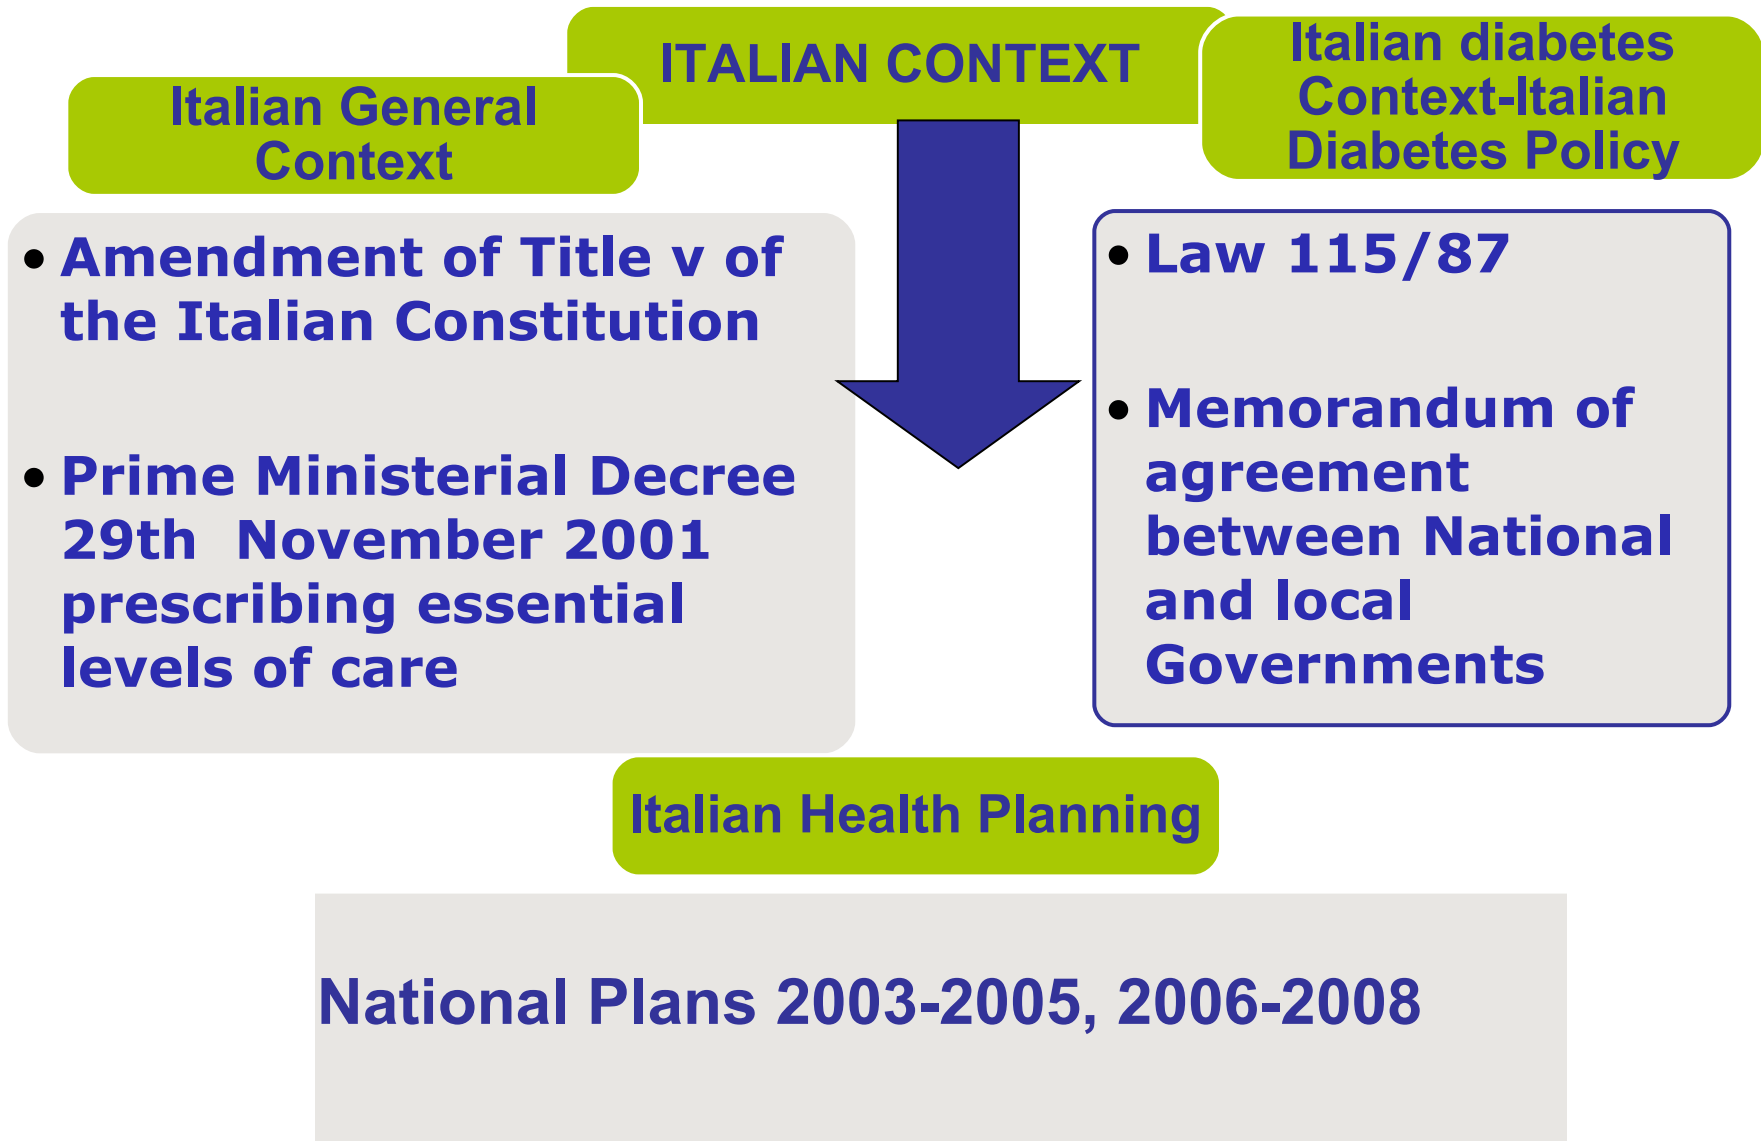 ITALIAN CONTEXT
Italian General
Context
• Amendment of Title v of
the Italian Constitution
• Prime Ministerial Decree
29th  November 2001
prescribing essential
levels of care
Italian diabetes
Context-Italian
Diabetes Policy
• Law 115/87
• Memorandum of
agreement
between National
and local
Governments
Italian Health Planning
National Plans 2003-2005, 2006-2008